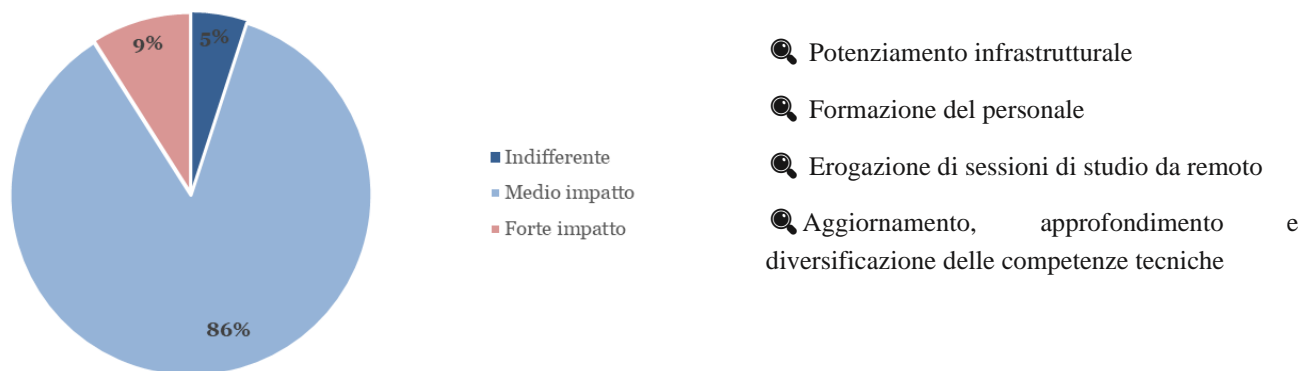 9%
5%
86%
Indifferente
Medio impatto
Forte impatto
Potenziamento infrastrutturale
Formazione del personale
Erogazione di sessioni di studio da remoto
Aggiornamento, approfondimento e
diversificazione delle competenze tecniche